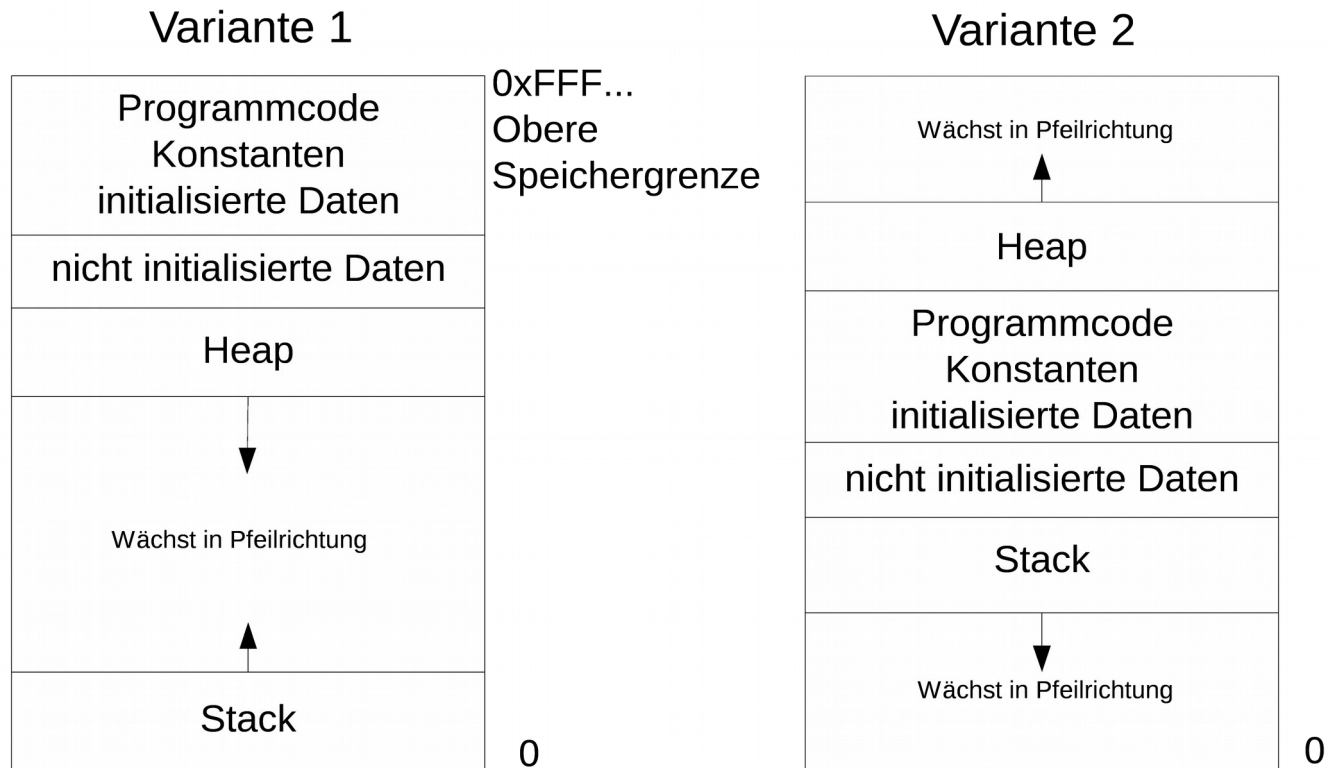 Variante 1
Programmcode
Konstanten
initialisierte Daten
nicht initialisierte Daten
Heap
Wächst in Pfeilrichtung
Stack
0xFFF...
Obere
Speichergrenze
0
Variante 2
Wächst in Pfeilrichtung
Heap
Programmcode
Konstanten
initialisierte Daten
nicht initialisierte Daten
Stack
Wächst in Pfeilrichtung
0